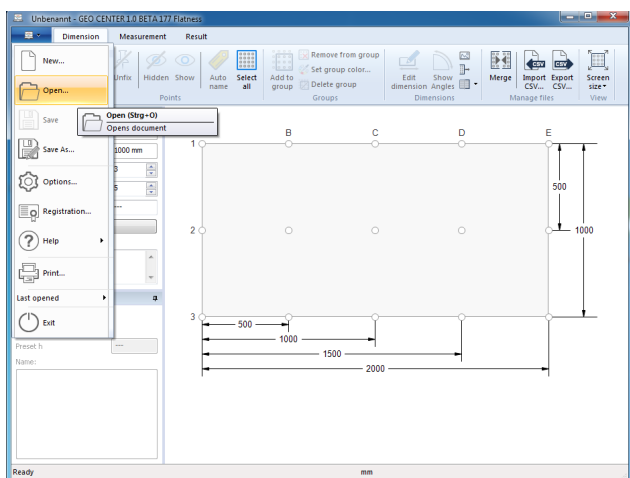 Unbenannt - GEO CENTER 1.0 BETA 177 Flatness
Dimension Measurement Result
New...
Open...
Save
Save As...
Options...
Registration...
Help
Print...
Last opened
Exit
Open (Strg+O)
Opens document
Unfix Hidden Show
Points
Auto name
Select all
Add to group
Remove from group
Set group color...
Delete group
Groups
Edit dimension
Show Angles
Dimensions
Merge
Import CSV...
Export CSV...
Manage files
Screen size
View
1000 mm
3
5
---
Preset h ---
Name:
B C D E
1
2
3
500
1000
500
1000
1500
2000
Ready mm